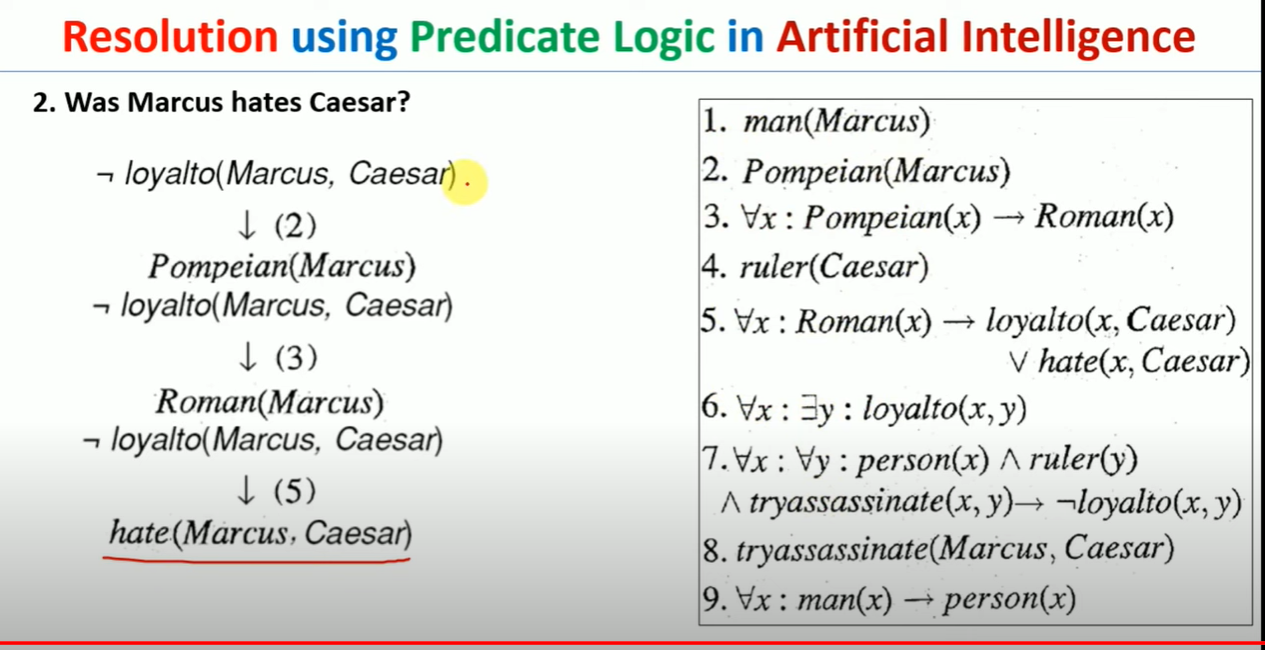 Resolution using Predicate Logic in Artificial Intelligence
2. Was Marcus hates Caesar?
¬ loyalto(Marcus, Caesar) .
↓ (2)
Pompeian(Marcus)
¬ loyalto(Marcus, Caesar)
↓ (3)
Roman(Marcus)
¬ loyalto(Marcus, Caesar)
↓ (5)
hate(Marcus, Caesar)
1. man(Marcus)
2. Pompeian(Marcus)
3. ∀x : Pompeian(x) → Roman(x)
4. ruler(Caesar)
5. ∀x : Roman(x) → loyalto(x, Caesar)
∨ hate(x, Caesar)
6. ∀x : ∃y : loyalto(x, y)
7. ∀x : ∀y : person(x) ∧ ruler(y)
∧ tryassassinate(x, y)→ ¬loyalto(x, y)
8. tryassassinate(Marcus, Caesar)
9. ∀x : man(x) → person(x)